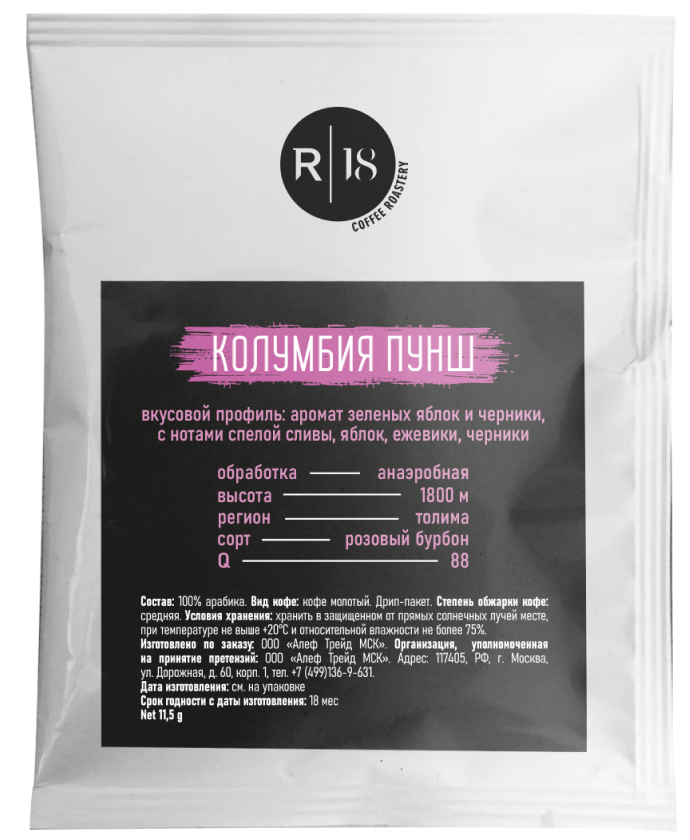 R 18
COFFEE ROASTERY
КОЛУМБИЯ ПУНШ
вкусовой профиль: аромат зеленых яблок и черники,
с нотами спелой сливы, яблок, ежевики, черники
обработка — анаэробная
высота — 1800 м
регион — толима
сорт — розовый бурбон
Q — 88
Состав: 100% арабика. Вид кофе: кофе молотый. Дрип-пакет. Степень обжарки кофе:
средняя. Условия хранения: хранить в защищенном от прямых солнечных лучей месте,
при температуре не выше +20°С и относительной влажности не более 75%.
Изготовлено по заказу: ООО «Алеф Трейд МСК». Организация, уполномоченная
на принятие претензий: ООО «Алеф Трейд МСК». Адрес: 117405, РФ, г. Москва,
ул. Дорожная, д. 60, корп. 1, тел. +7 (499)136-9-631.
Дата изготовления: см. на упаковке
Срок годности с даты изготовления: 18 мес
Net 11,5 g